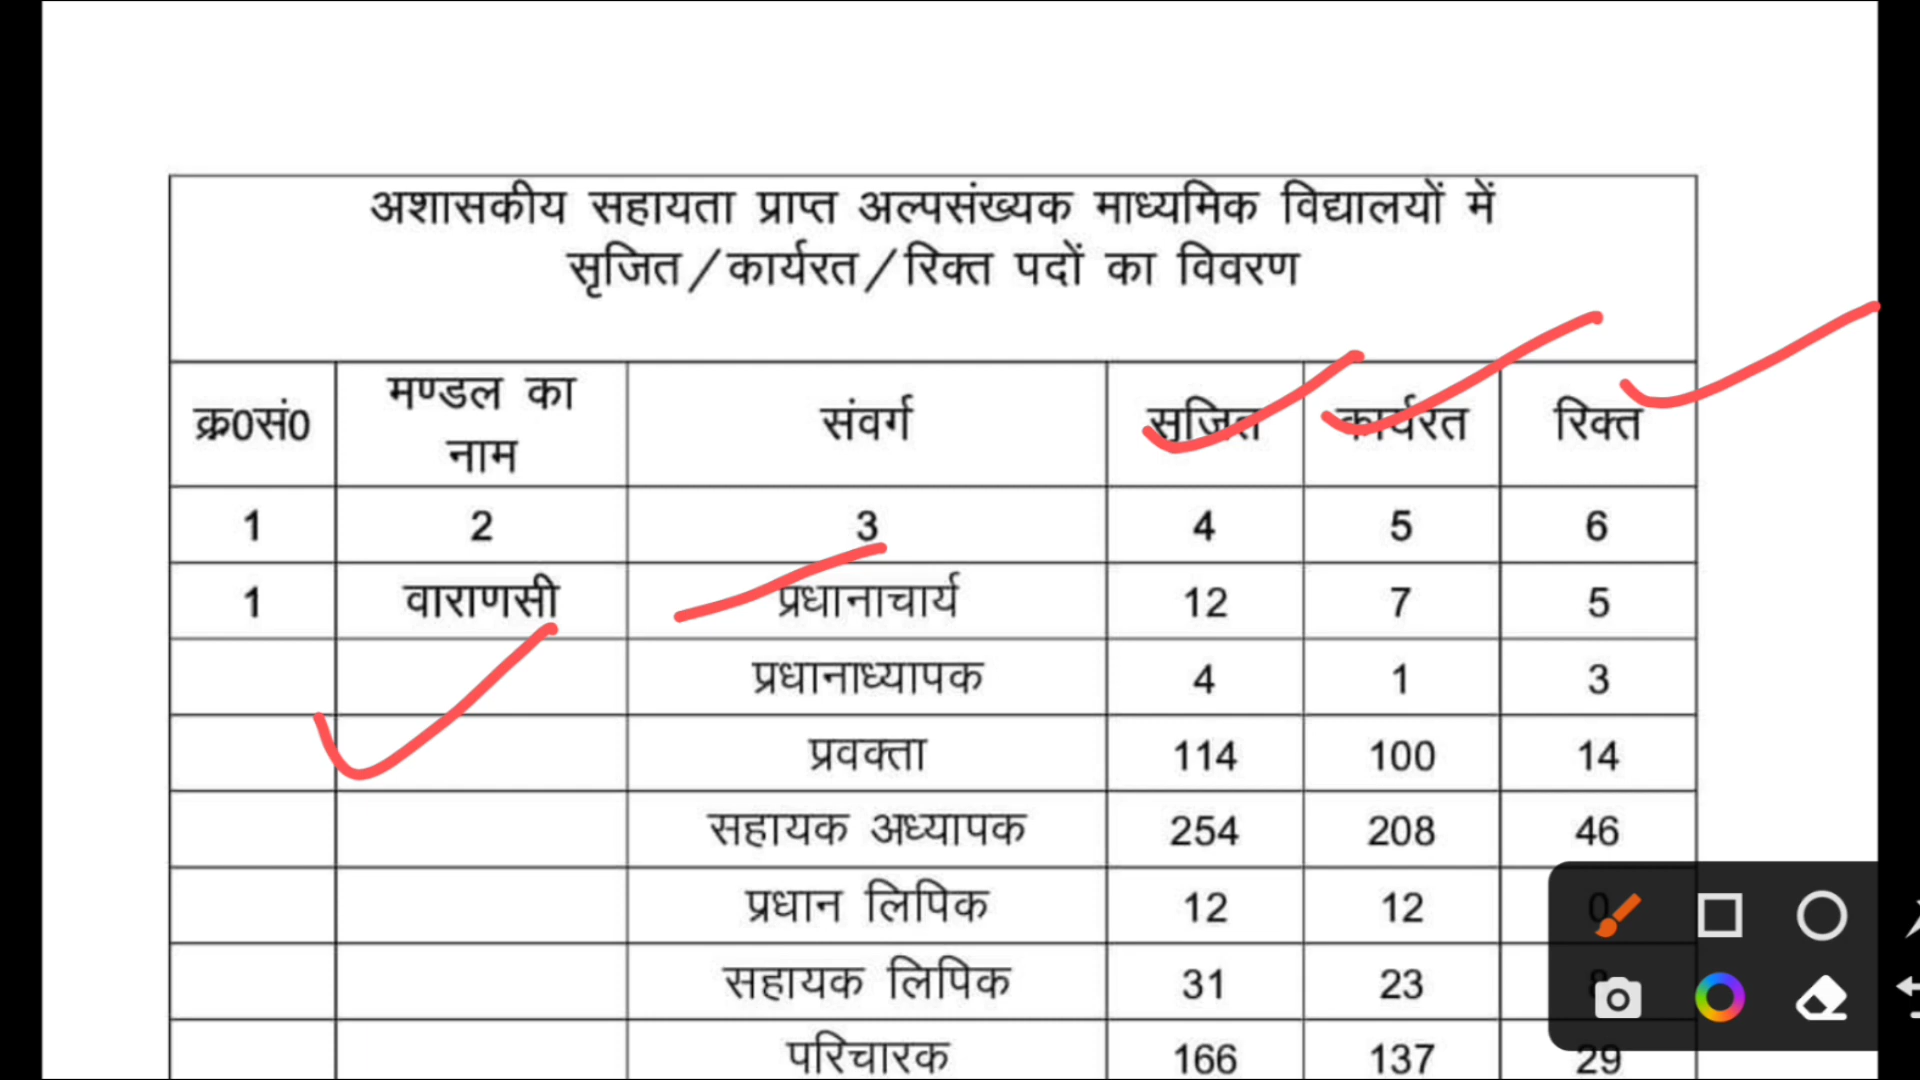 अशासकीय सहायता प्राप्त अल्पसंख्यक माध्यमिक विद्यालयों में
सृजित/कार्यरत/रिक्त पदों का विवरण
क्र0सं0 मण्डल का नाम संवर्ग सृजित कार्यरत रिक्त
1 2 3 4 5 6
1 वाराणसी प्रधानाचार्य 12 7 5
प्रधानाध्यापक 4 1 3
प्रवक्ता 114 100 14
सहायक अध्यापक 254 208 46
प्रधान लिपिक 12 12 0
सहायक लिपिक 31 23 8
परिचारक 166 137 29